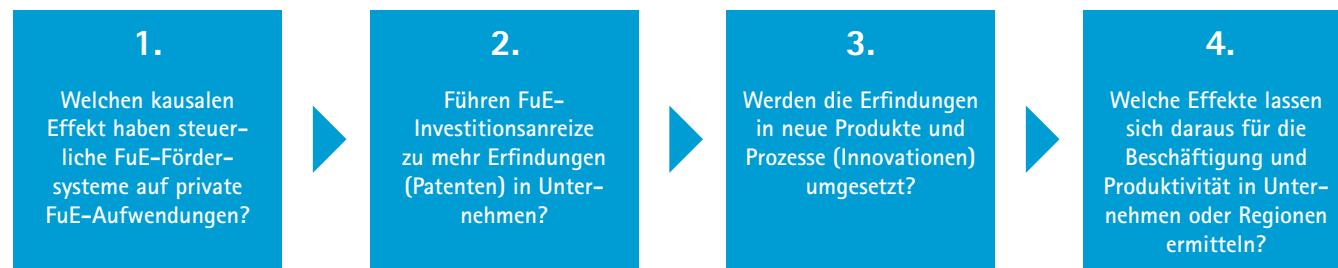 1.
Welchen kausalen
Effekt haben steuer-
liche FuE-Förder-
systeme auf private
FuE-Aufwendungen?
2.
Führen FuE-
Investitionsanreize
zu mehr Erfindungen
(Patenten) in Unter-
nehmen?
3.
Werden die Erfindungen
in neue Produkte und
Prozesse (Innovationen)
umgesetzt?
4.
Welche Effekte lassen
sich daraus für die
Beschäftigung und
Produktivität in Unter-
nehmen oder Regionen
ermitteln?